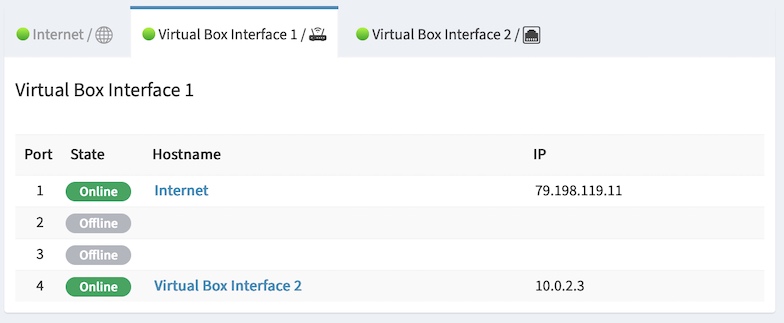 Internet / Virtual Box Interface 1 / Virtual Box Interface 2 /
Virtual Box Interface 1
Port State Hostname IP
1 Online Internet 79.198.119.11
2 Offline
3 Offline
4 Online Virtual Box Interface 2 10.0.2.3